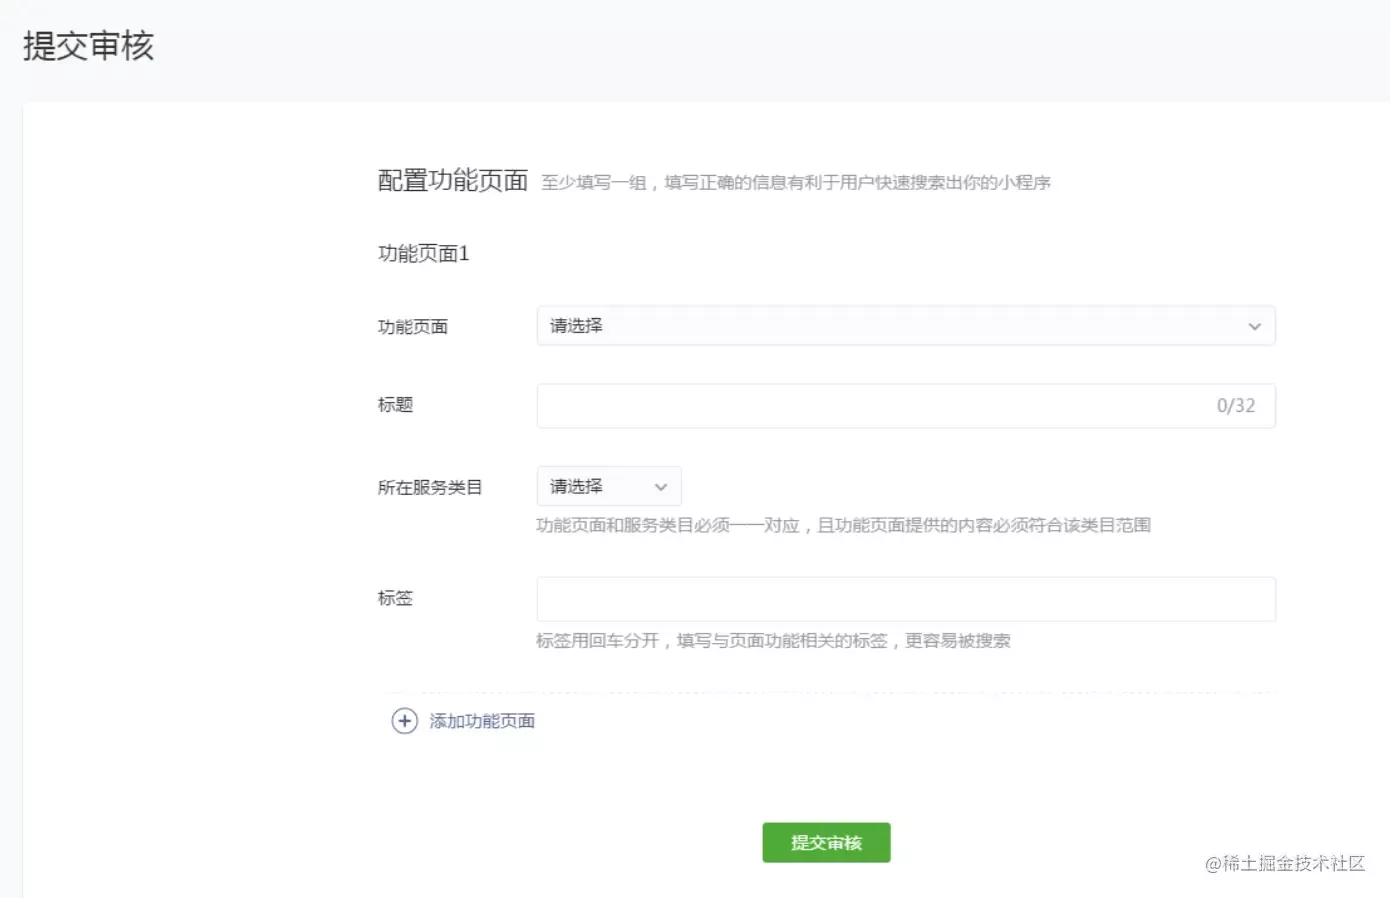 提交审核
配置功能页面 至少填写一组，填写正确的信息有利于用户快速搜索出你的小程序
功能页面1
功能页面 请选择
标题 0/32
所在服务类目 请选择
功能页面和服务类目必须一一对应，且功能页面提供的内容必须符合该类目范围
标签
标签用回车分开，填写与页面功能相关的标签，更容易被搜索
添加功能页面
提交审核
@稀土掘金技术社区